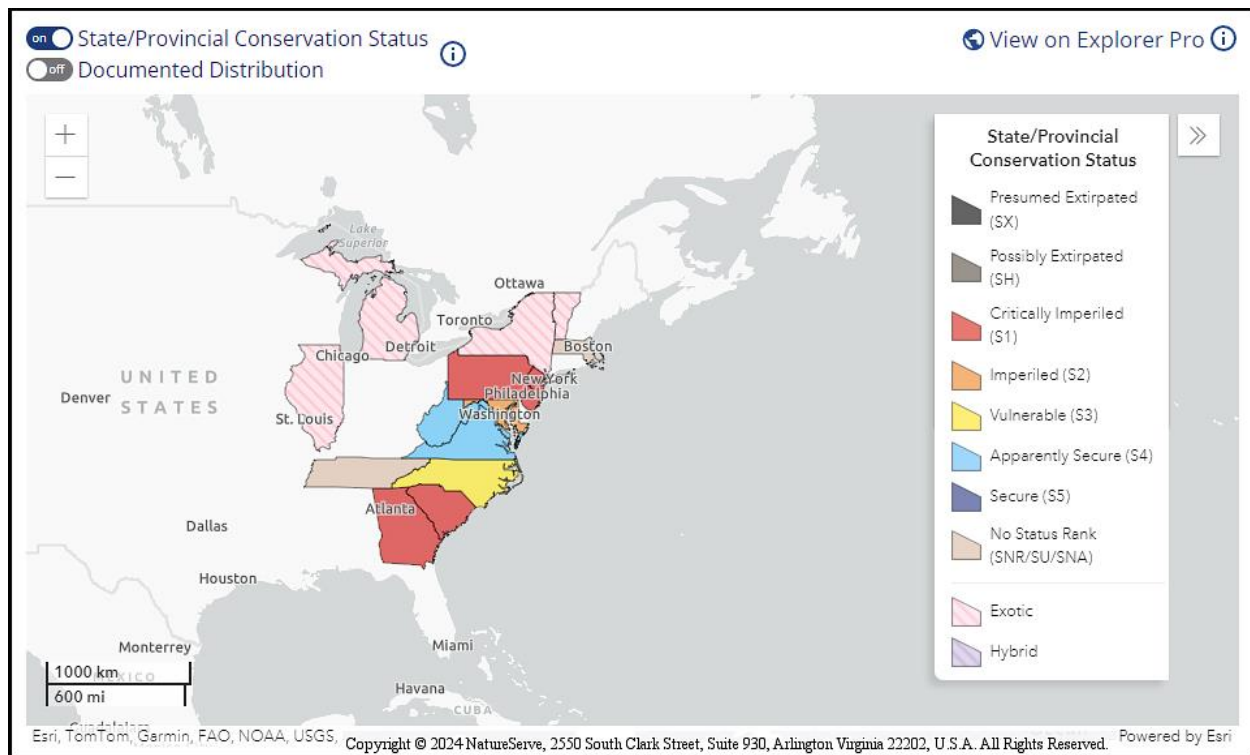 on State/Provincial Conservation Status
off Documented Distribution
View on Explorer Pro
State/Provincial
Conservation Status
Presumed Extirpated
(SX)
Possibly Extirpated
(SH)
Critically Imperiled
(S1)
Imperiled (S2)
Vulnerable (S3)
Apparently Secure (S4)
Secure (S5)
No Status Rank
(SNR/SU/SNA)
Exotic
Hybrid
Lake
Superior
Ottawa
Toronto
Boston
Chicago
Detroit
New York
Philadelphia
UNITED
STATES
Denver
St. Louis
Washington
Atlanta
Dallas
Houston
Monterrey
Miami
1000 km
MEXICO
600 mi
Havana
CUBA
Guadalajara
Esri, TomTom, Garmin, FAO, NOAA, USGS,
Copyright © 2024 NatureServe, 2550 South Clark Street, Suite 930, Arlington Virginia 22202, U.S.A. All Rights Reserved.
Powered by Esri